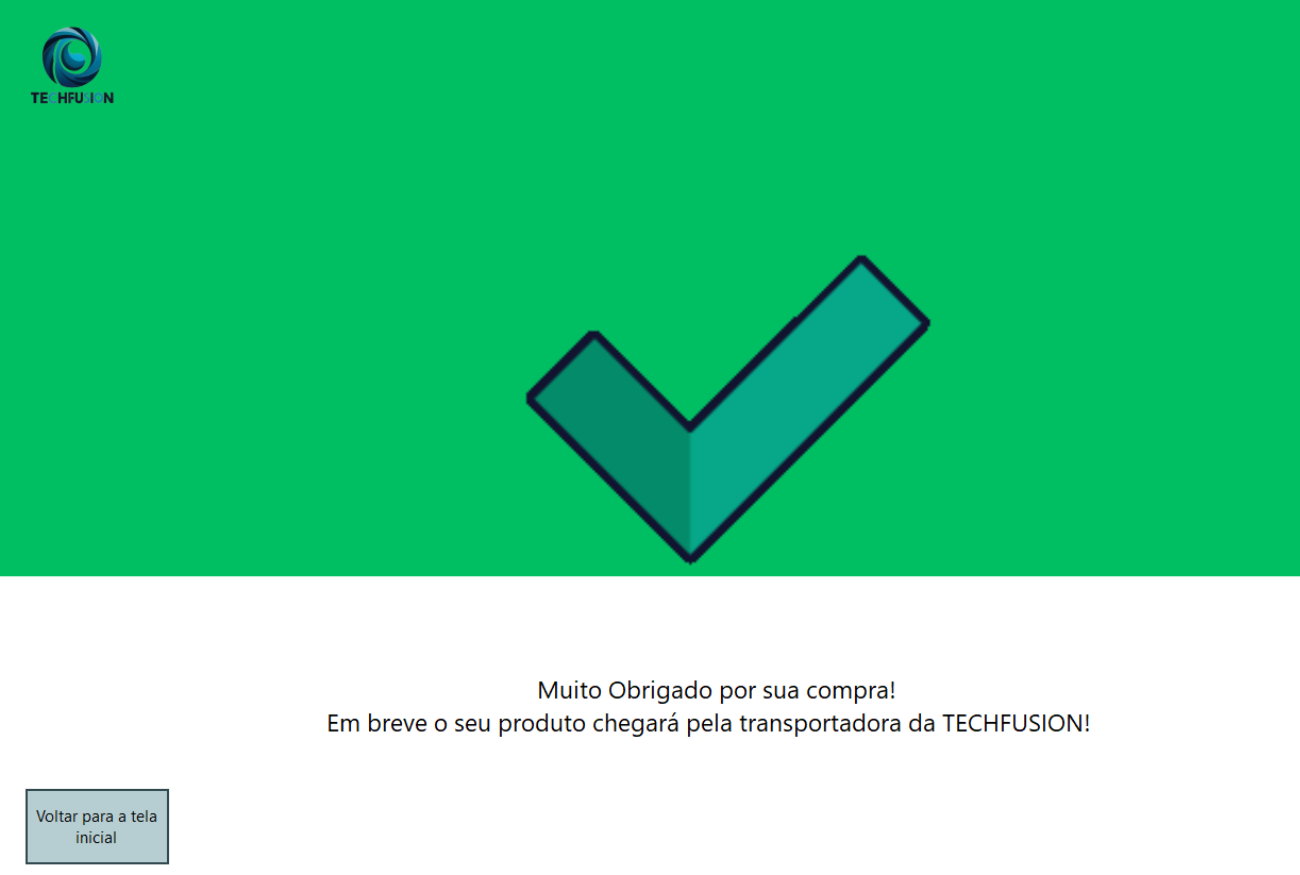 TECHFUSION
Muito Obrigado por sua compra!
Em breve o seu produto chegará pela transportadora da TECHFUSION!
Voltar para a tela
inicial